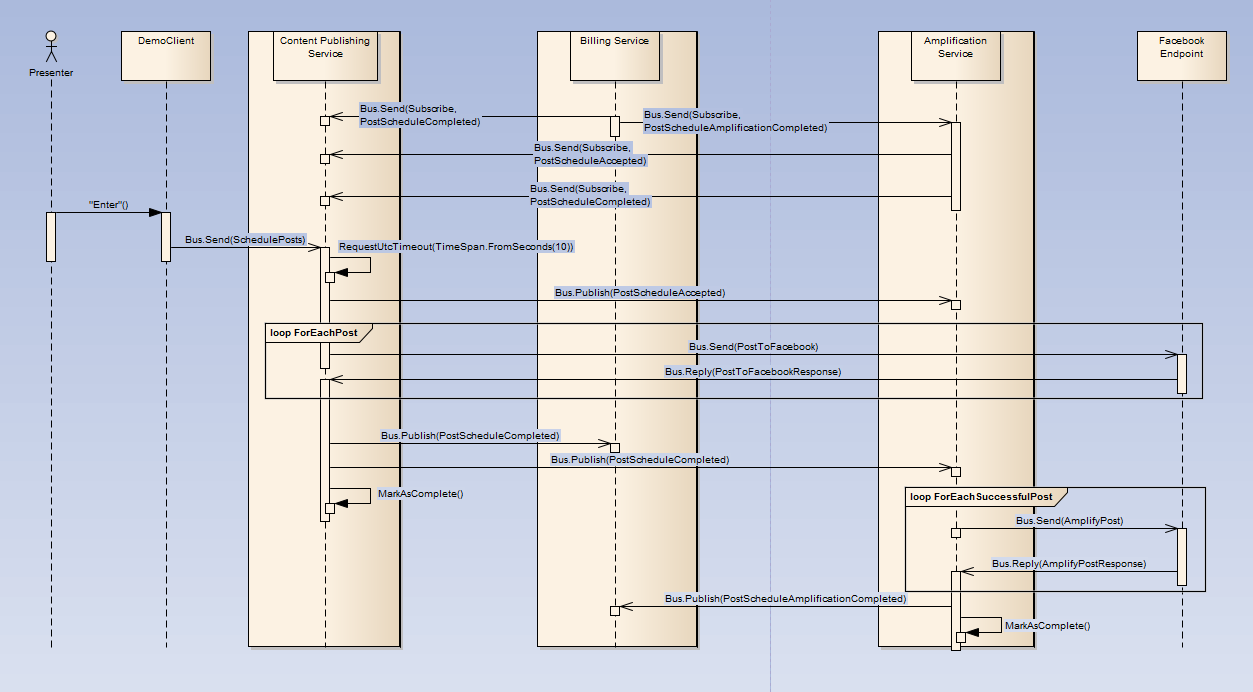 Presenter
DemoClient
Content Publishing
Service
Billing Service
Amplification
Service
Facebook
Endpoint
Bus.Send(Subscribe,
PostScheduleCompleted)
Bus.Send(Subscribe,
PostScheduleAmplificationCompleted)
Bus.Send(Subscribe,
PostScheduleAccepted)
Bus.Send(Subscribe,
PostScheduleCompleted)
"Enter"()
Bus.Send(SchedulePosts)
RequestUtcTimeout(TimeSpan.FromSeconds(10))
Bus.Publish(PostScheduleAccepted)
loop ForEachPost
Bus.Send(PostToFacebook)
Bus.Reply(PostToFacebookResponse)
Bus.Publish(PostScheduleCompleted)
Bus.Publish(PostScheduleCompleted)
MarkAsComplete()
loop ForEachSuccessfulPost
Bus.Send(AmplifyPost)
Bus.Reply(AmplifyPostResponse)
Bus.Publish(PostScheduleAmplificationCompleted)
MarkAsComplete()